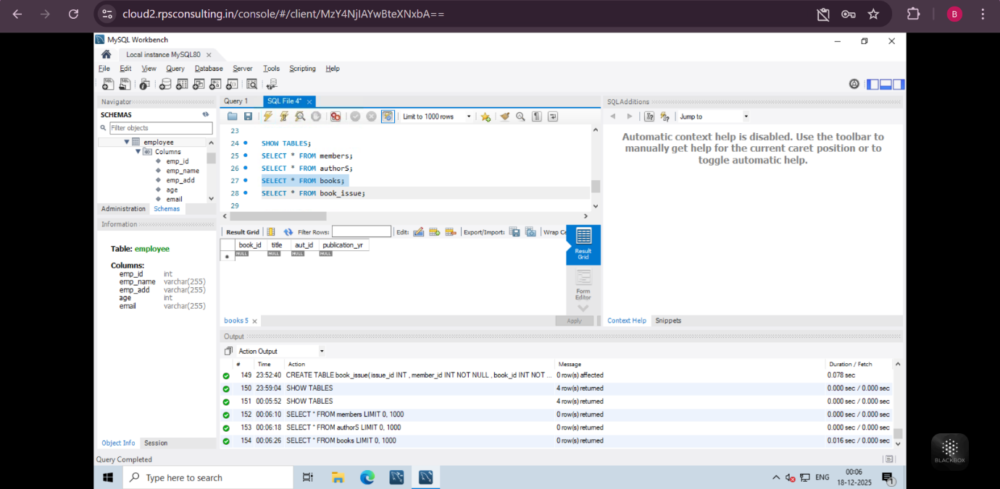 cloud2.rpsconsulting.in/console/#/client/MzY4NjIAYwBteXNxbA==
B
MySQL Workbench
Local instance MySQL80
File Edit View Query Database Server Tools Scripting Help
Navigator
SCHEMAS
Filter objects
employee
Columns
emp_id
emp_name
emp_add
age
email
Administration Schemas
Information
Table: employee
Columns:
emp_id int
emp_name varchar(255)
emp_add varchar(255)
age int
email varchar(255)
Object Info Session
Query 1 SQL File 4*
Limit to 1000 rows
23
24 SHOW TABLES;
25 SELECT * FROM members;
26 SELECT * FROM authorS;
27 SELECT * FROM books;
28 SELECT * FROM book_issue;
29
Result Grid Filter Rows: Edit: Export/Import: Wrap Ce
book_id title aut_id publication_yr
NULL NULL NULL NULL
Result Grid
Form Editor
books 5 Apply
SQLAdditions
Jump to
Automatic context help is disabled. Use the toolbar to
manually get help for the current caret position or to
toggle automatic help.
Context Help Snippets
Output
Action Output
# Time Action Message Duration / Fetch
149 23:52:40 CREATE TABLE book_issue( issue_id INT , member_id INT NOT NULL , book_id INT NOT ... 0 row(s) affected 0.078 sec
150 23:59:04 SHOW TABLES 4 row(s) returned 0.000 sec / 0.000 sec
151 00:05:52 SHOW TABLES 4 row(s) returned 0.000 sec / 0.000 sec
152 00:06:10 SELECT * FROM members LIMIT 0, 1000 0 row(s) returned 0.000 sec / 0.000 sec
153 00:06:18 SELECT * FROM authorS LIMIT 0, 1000 0 row(s) returned 0.000 sec / 0.000 sec
154 00:06:26 SELECT * FROM books LIMIT 0, 1000 0 row(s) returned 0.016 sec / 0.000 sec
Query Completed
BLACKBOX
Type here to search
ENG
00:06
18-12-2025
1